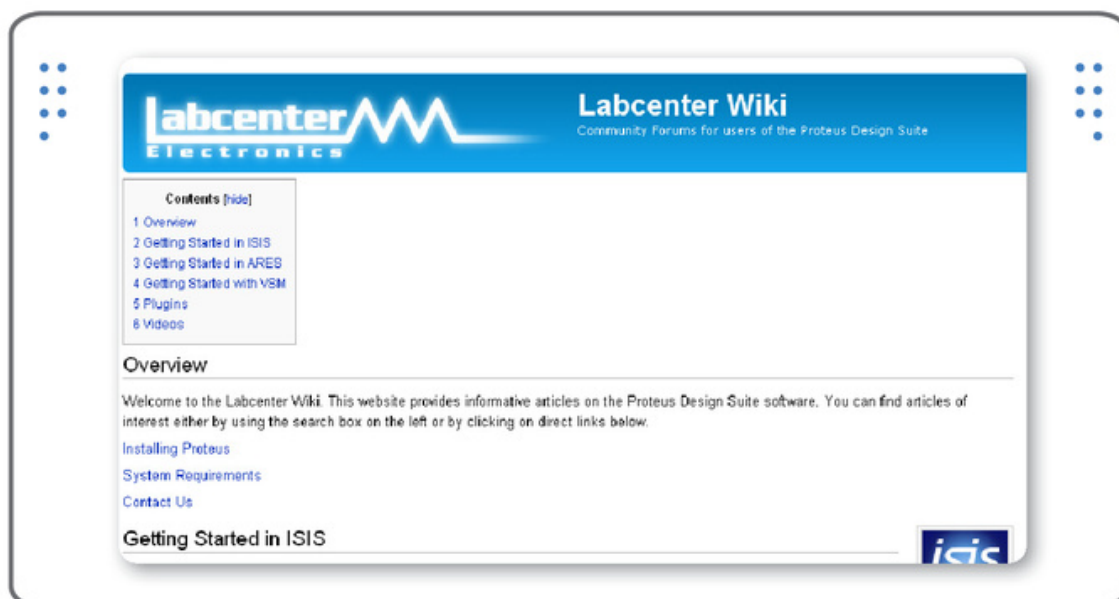 Labcenter
Electronics
Labcenter Wiki
Community Forums for users of the Proteus Design Suite
Contents [hide]
1 Overview
2 Getting Started in ISIS
3 Getting Started in ARES
4 Getting Started with VSM
5 Plugins
6 Videos
Overview
Welcome to the Labcenter Wiki. This website provides informative articles on the Proteus Design Suite software. You can find articles of
interest either by using the search box on the left or by clicking on direct links below.
Installing Proteus
System Requirements
Contact Us
Getting Started in ISIS
isis